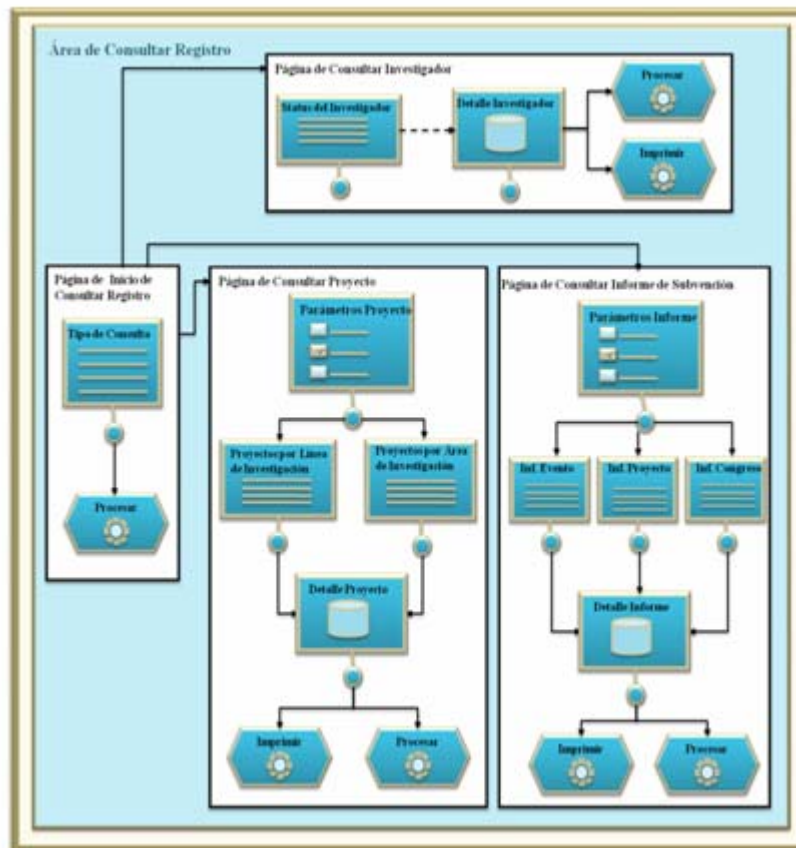 Área de Consultar Registro
Página de Consultar Investigador
Status del Investigador
Detalle Investigador
Procesar
Imprimir
Página de Inicio de
Consultar Registro
Tipo de Consulta
Procesar
Página de Consultar Proyecto
Parámetros Proyecto
Proyectos por Línea
de Investigación
Proyectos por Área
de Investigación
Detalle Proyecto
Imprimir
Procesar
Página de Consultar Informe de Subvención
Parámetros Informe
Inf. Evento
Inf. Proyecto
Inf. Congreso
Detalle Informe
Imprimir
Procesar